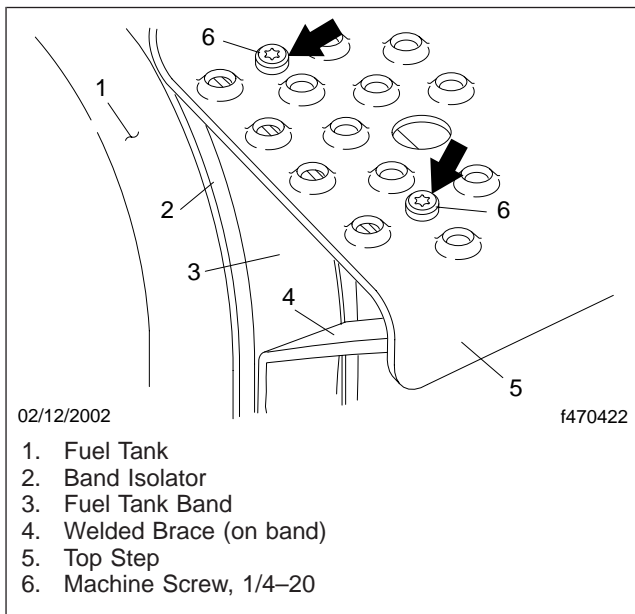 6
1
2
3
4
6
5
02/12/2002
f470422
1. Fuel Tank
2. Band Isolator
3. Fuel Tank Band
4. Welded Brace (on band)
5. Top Step
6. Machine Screw, 1/4–20